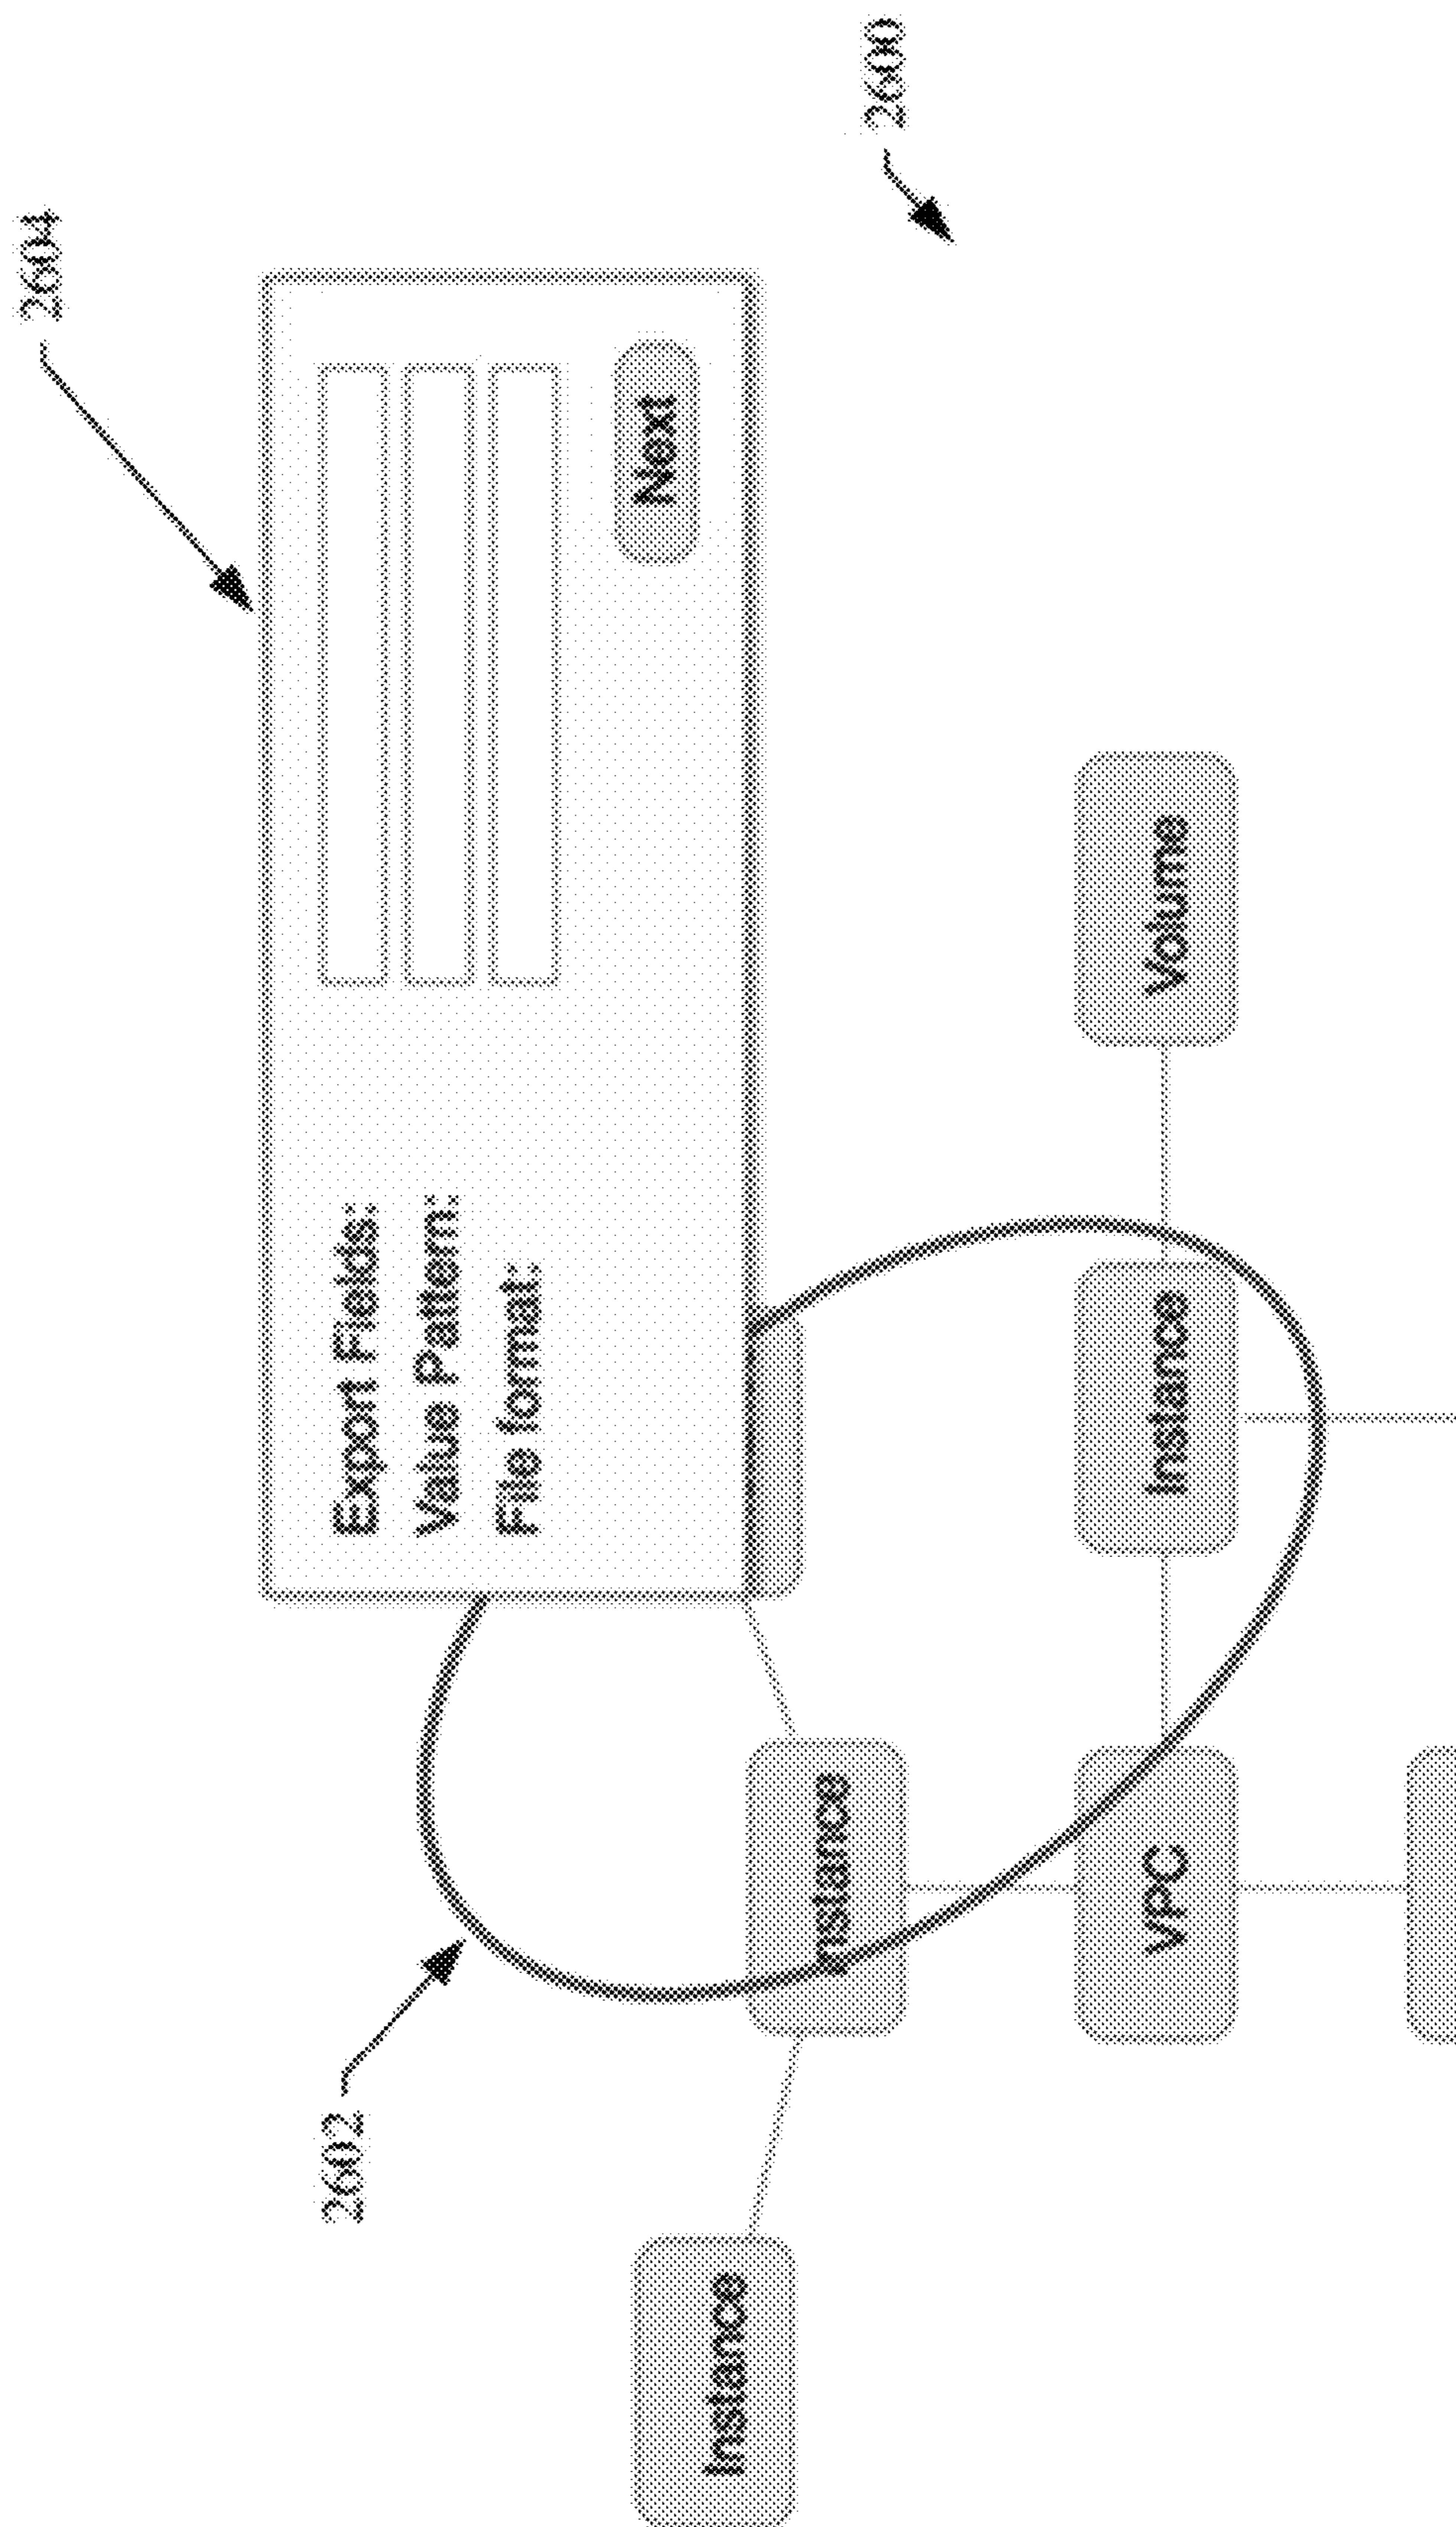 2604
2602
Export Fields:
Value Pattern:
File format:
Next
Instance
Instance
2600
VPC
Instance
Volume